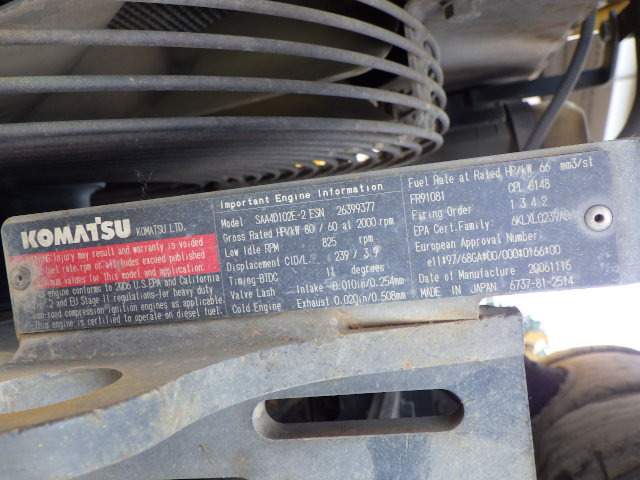 KOMATSU KOMATSU LTD.
WARNING: Injury may result and warranty is voided
if fuel rate, rpm or altitudes exceed published
maximum values for this model and application.
This engine conforms to 2006 U.S. EPA and California
Tier 2 and EU Stage II regulations for heavy duty
non-road compression ignition engines as applicable.
This engine is certified to operate on diesel fuel.
Important Engine Information
Model SAA4D102E-2 ESN 26399377
Gross Rated HP/kW 80 / 60 at 2000 rpm
Low Idle RPM 825 rpm
Displacement CID/L 239 / 3.9
Timing-BTDC 11 degrees
Valve Lash Intake 0.010in/0.254mm
Cold Engine Exhaust 0.020in/0.508mm
Fuel Rate at Rated HP/kW 66 mm3/st
FR91081 CPL 8148
Firing Order 1 3 4 2
EPA Cert.Family: 6KLXL0239AD
European Approval Number:
e11*97/68GA*00/000*0166*00
Date of Manufacture 20061116
MADE IN JAPAN 6737-81-2514